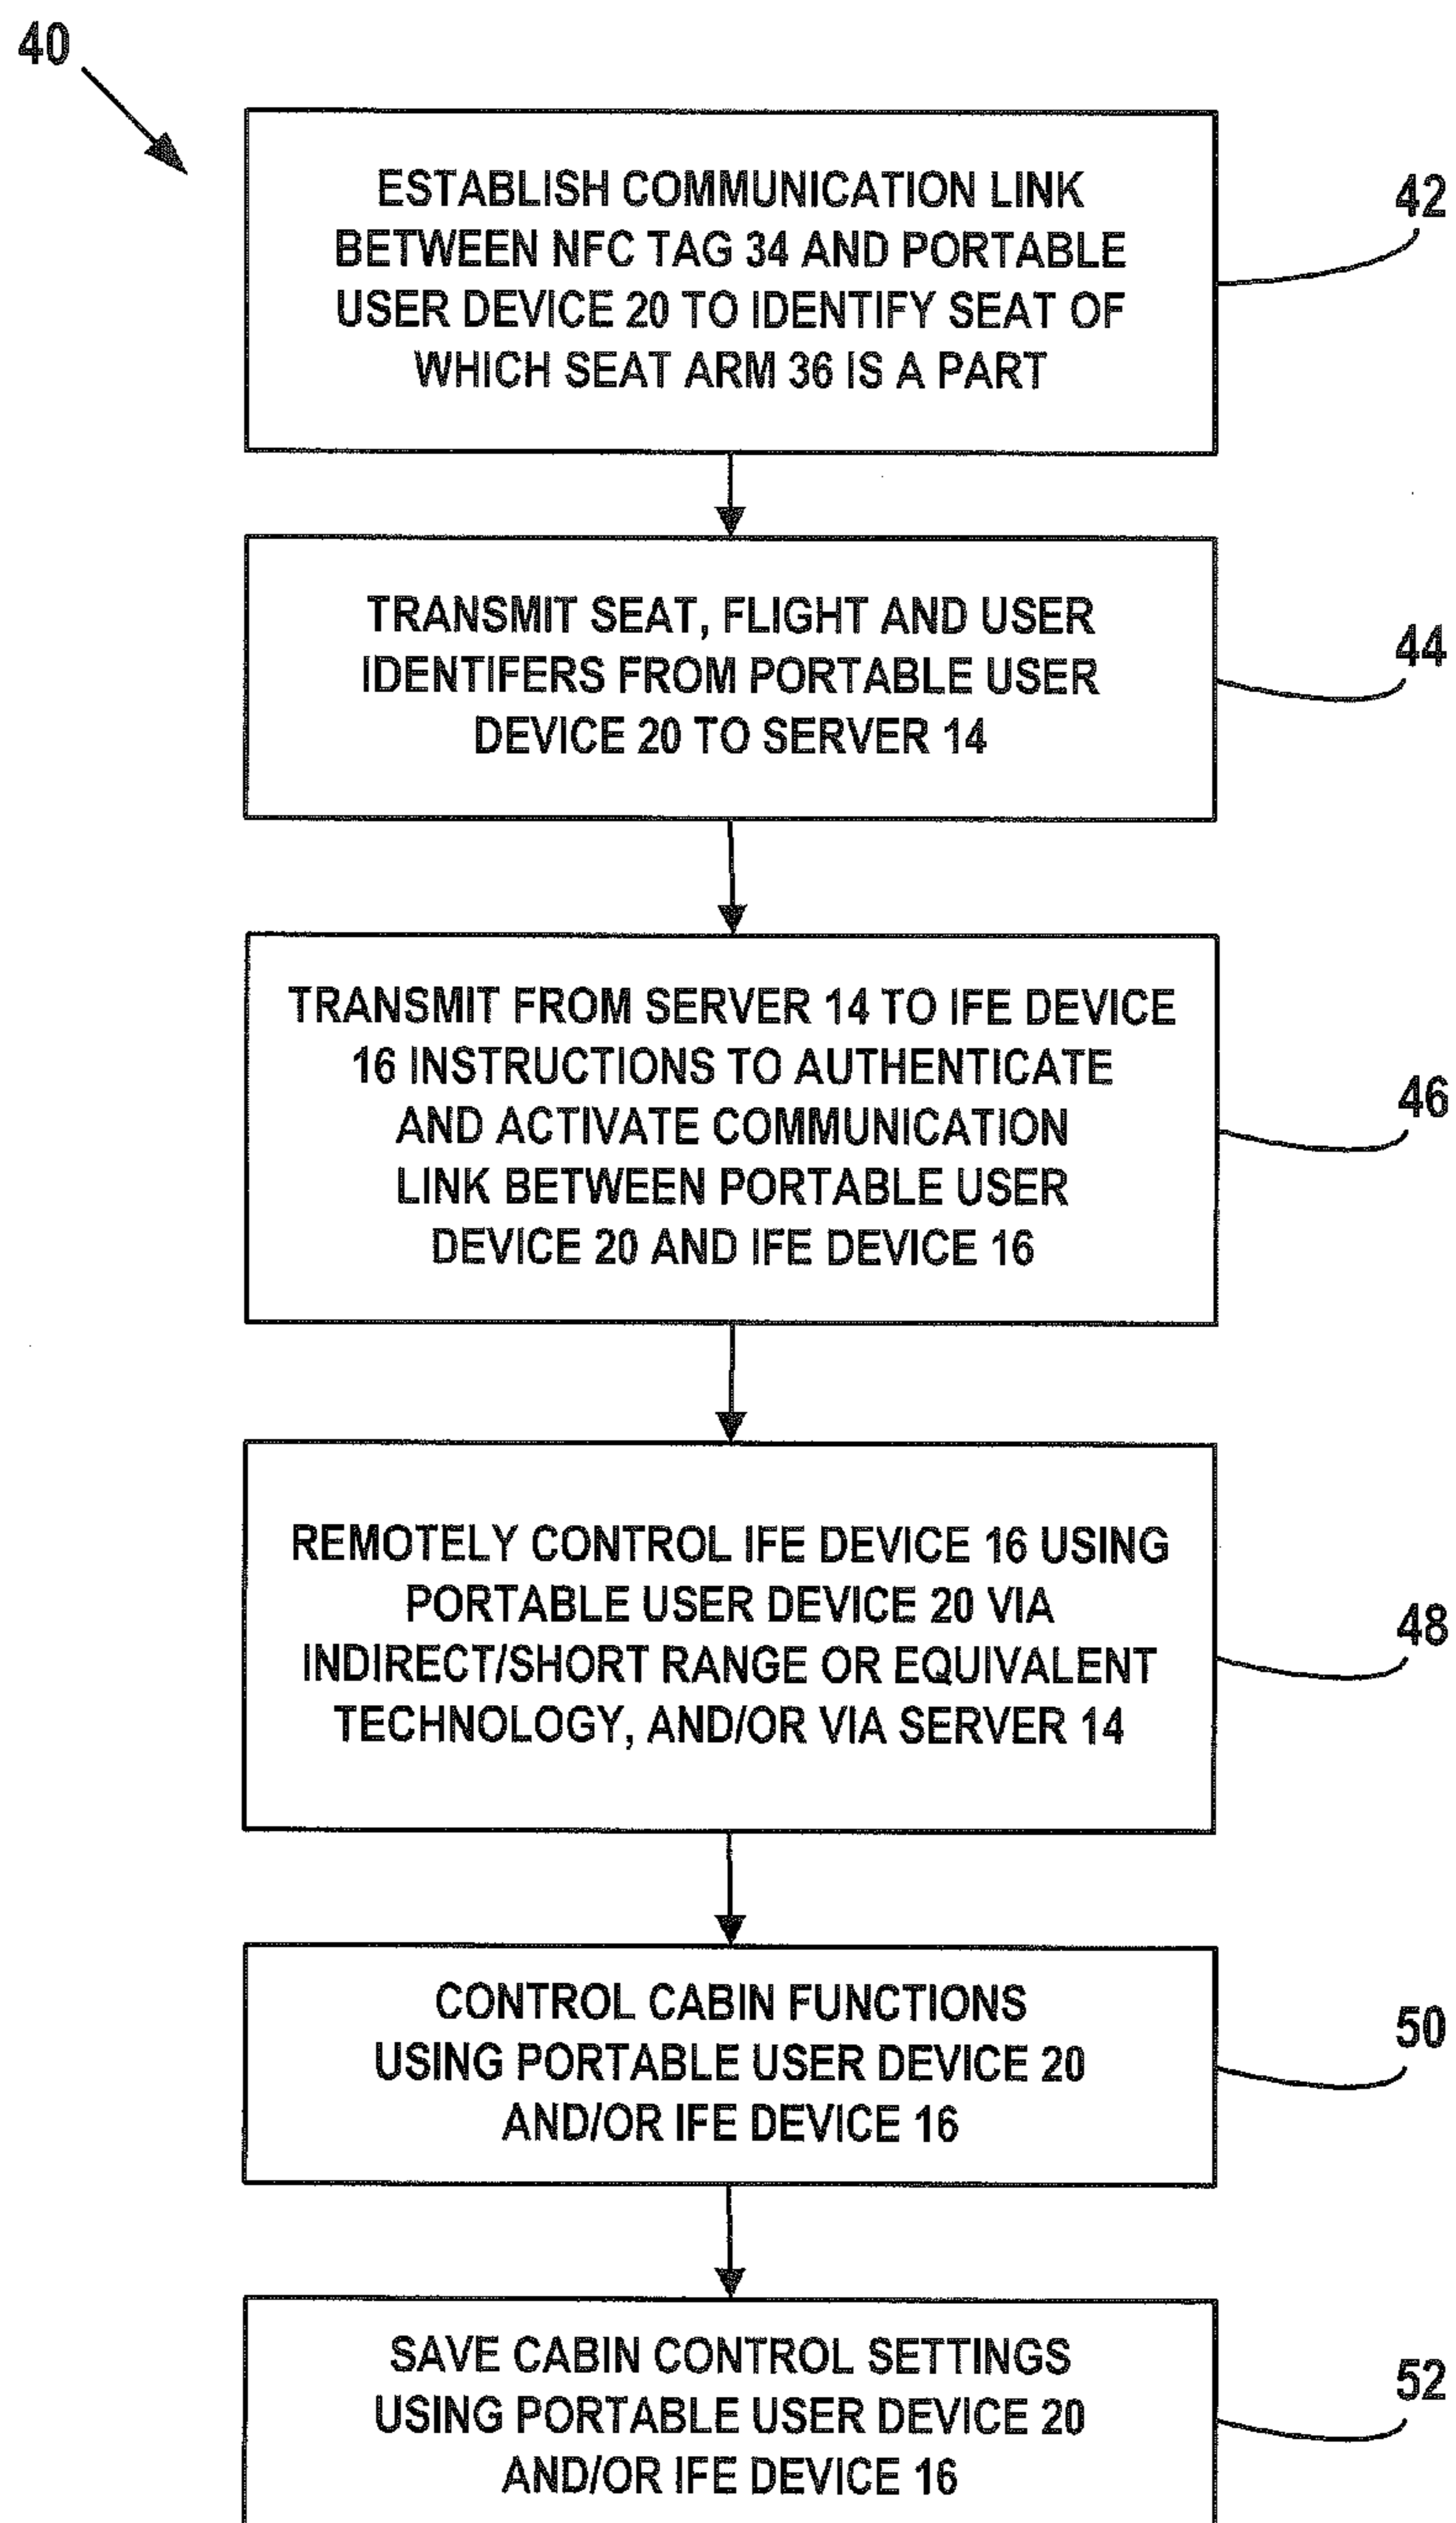 40
ESTABLISH COMMUNICATION LINK
BETWEEN NFC TAG 34 AND PORTABLE
USER DEVICE 20 TO IDENTIFY SEAT OF
WHICH SEAT ARM 36 IS A PART
42
TRANSMIT SEAT, FLIGHT AND USER
IDENTIFERS FROM PORTABLE USER
DEVICE 20 TO SERVER 14
44
TRANSMIT FROM SERVER 14 TO IFE DEVICE
16 INSTRUCTIONS TO AUTHENTICATE
AND ACTIVATE COMMUNICATION
LINK BETWEEN PORTABLE USER
DEVICE 20 AND IFE DEVICE 16
46
REMOTELY CONTROL IFE DEVICE 16 USING
PORTABLE USER DEVICE 20 VIA
INDIRECT/SHORT RANGE OR EQUIVALENT
TECHNOLOGY, AND/OR VIA SERVER 14
48
CONTROL CABIN FUNCTIONS
USING PORTABLE USER DEVICE 20
AND/OR IFE DEVICE 16
50
SAVE CABIN CONTROL SETTINGS
USING PORTABLE USER DEVICE 20
AND/OR IFE DEVICE 16
52